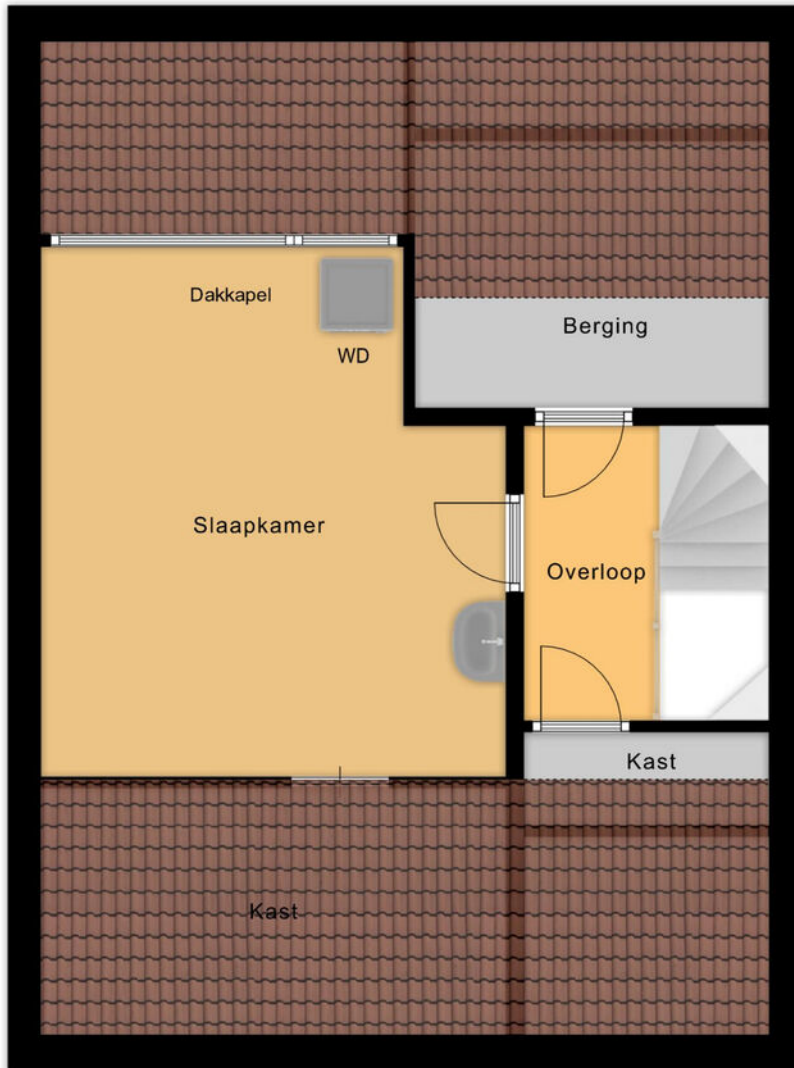 Dakkapel
Berging
WD
Slaapkamer
Overloop
Kast
Kast